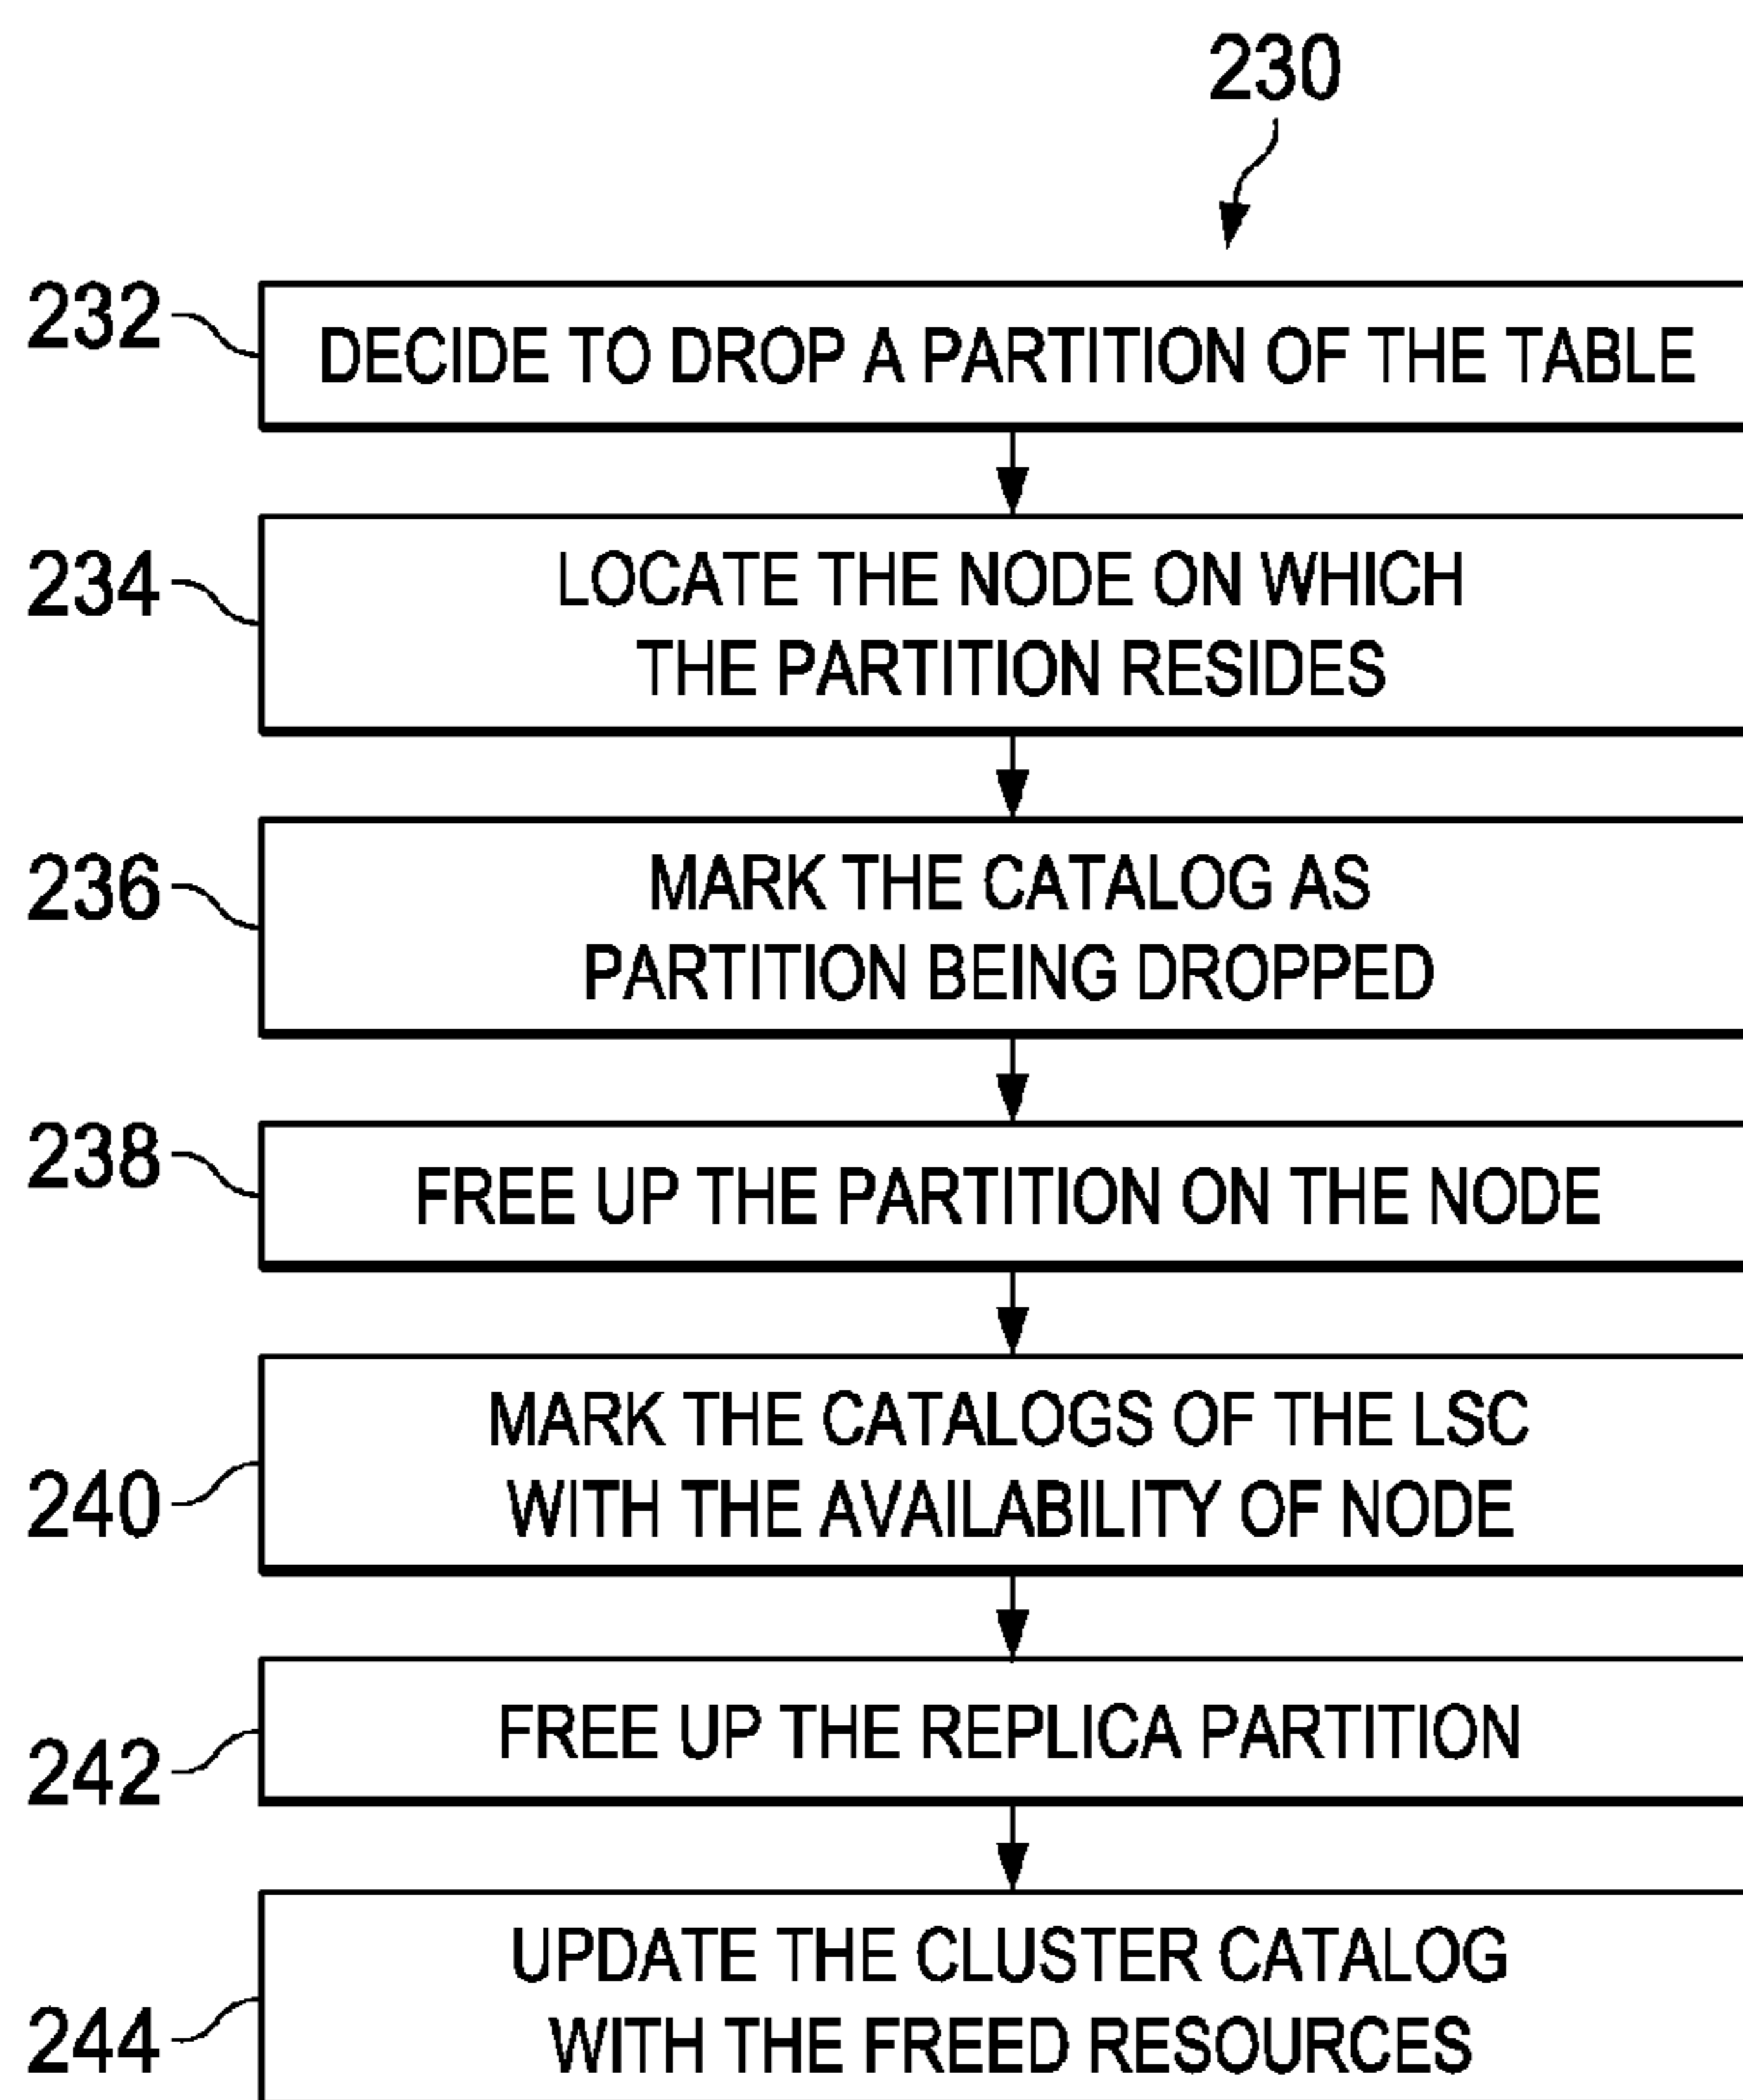 230
232
DECIDE TO DROP A PARTITION OF THE TABLE
234
LOCATE THE NODE ON WHICH
THE PARTITION RESIDES
236
MARK THE CATALOG AS
PARTITION BEING DROPPED
238
FREE UP THE PARTITION ON THE NODE
240
MARK THE CATALOGS OF THE LSC
WITH THE AVAILABILITY OF NODE
242
FREE UP THE REPLICA PARTITION
244
UPDATE THE CLUSTER CATALOG
WITH THE FREED RESOURCES